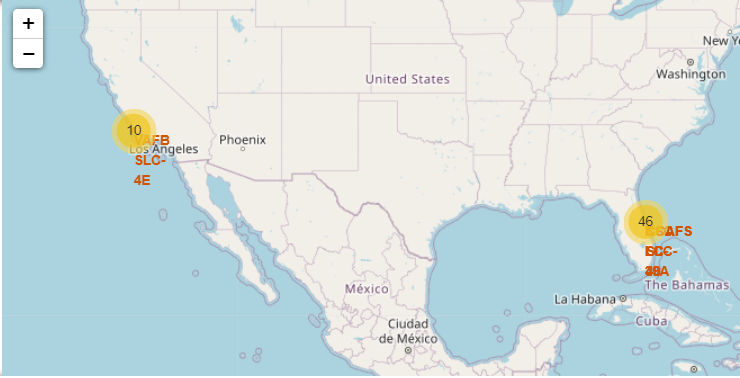 +
−
New
United States
Washington
10
VAFB
Los Angeles
SLC-
4E
Phoenix
46
The Bahamas
México
La Habana
Cuba
Ciudad
de México